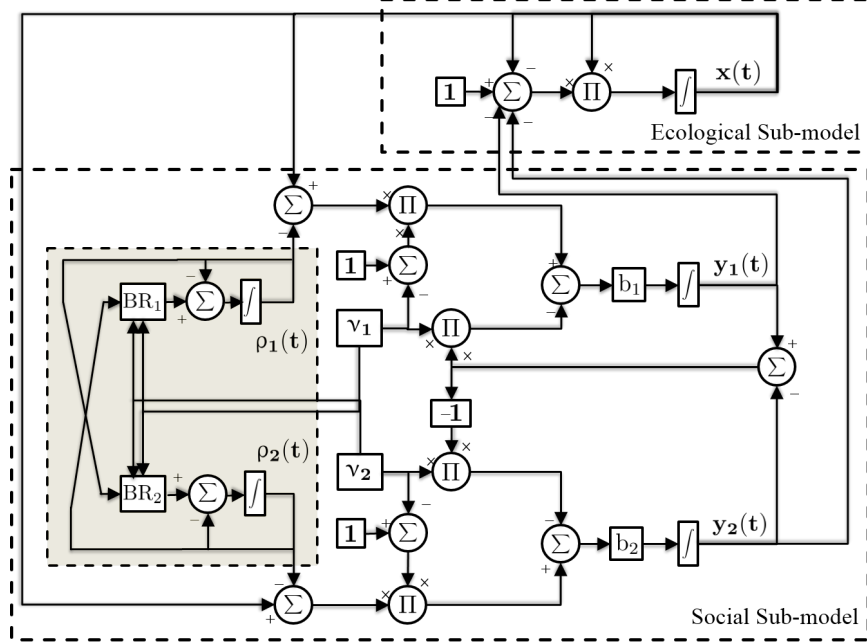 x(t)
1
Σ
Π
∫
Ecological Sub-model
+
−
×
×
−
−
Σ
+
−
Π
×
×
1
Σ
+
−
Σ
+
−
b₁
∫
y₁(t)
BR₁
+
−
Σ
∫
ρ₁(t)
ν₁
Π
×
×
Σ
+
−
−1
ρ₂(t)
BR₂
+
−
Σ
∫
ν₂
Π
×
×
1
Σ
+
−
Σ
−
+
b₂
∫
y₂(t)
Σ
−
+
Π
×
×
Social Sub-model